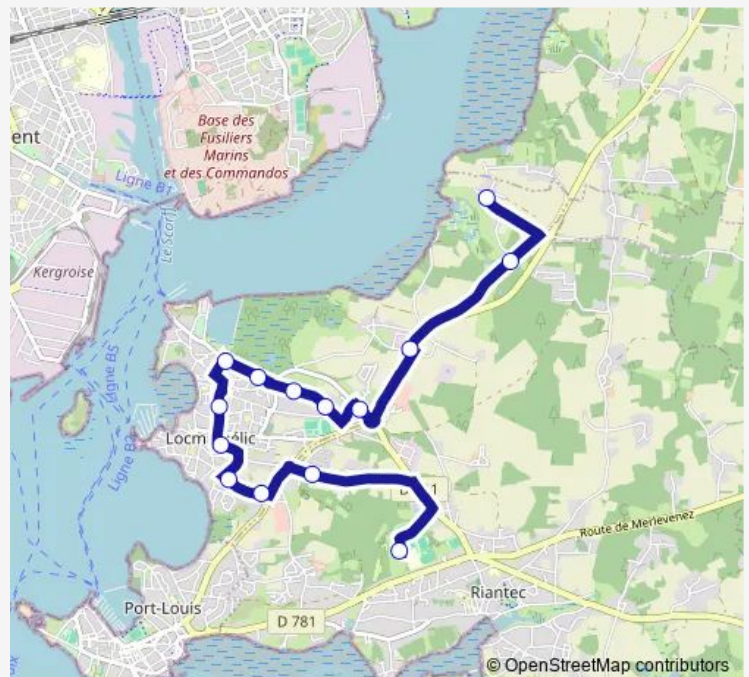 ent
Base des
Fusiliers
Marins
et des Commandos
Ligne B1
Le Scorff
Kergroise
Ligne B5
Locm
élic
Route de Merlevenez
Riantec
Port-Louis
D 781
© OpenStreetMap contributors